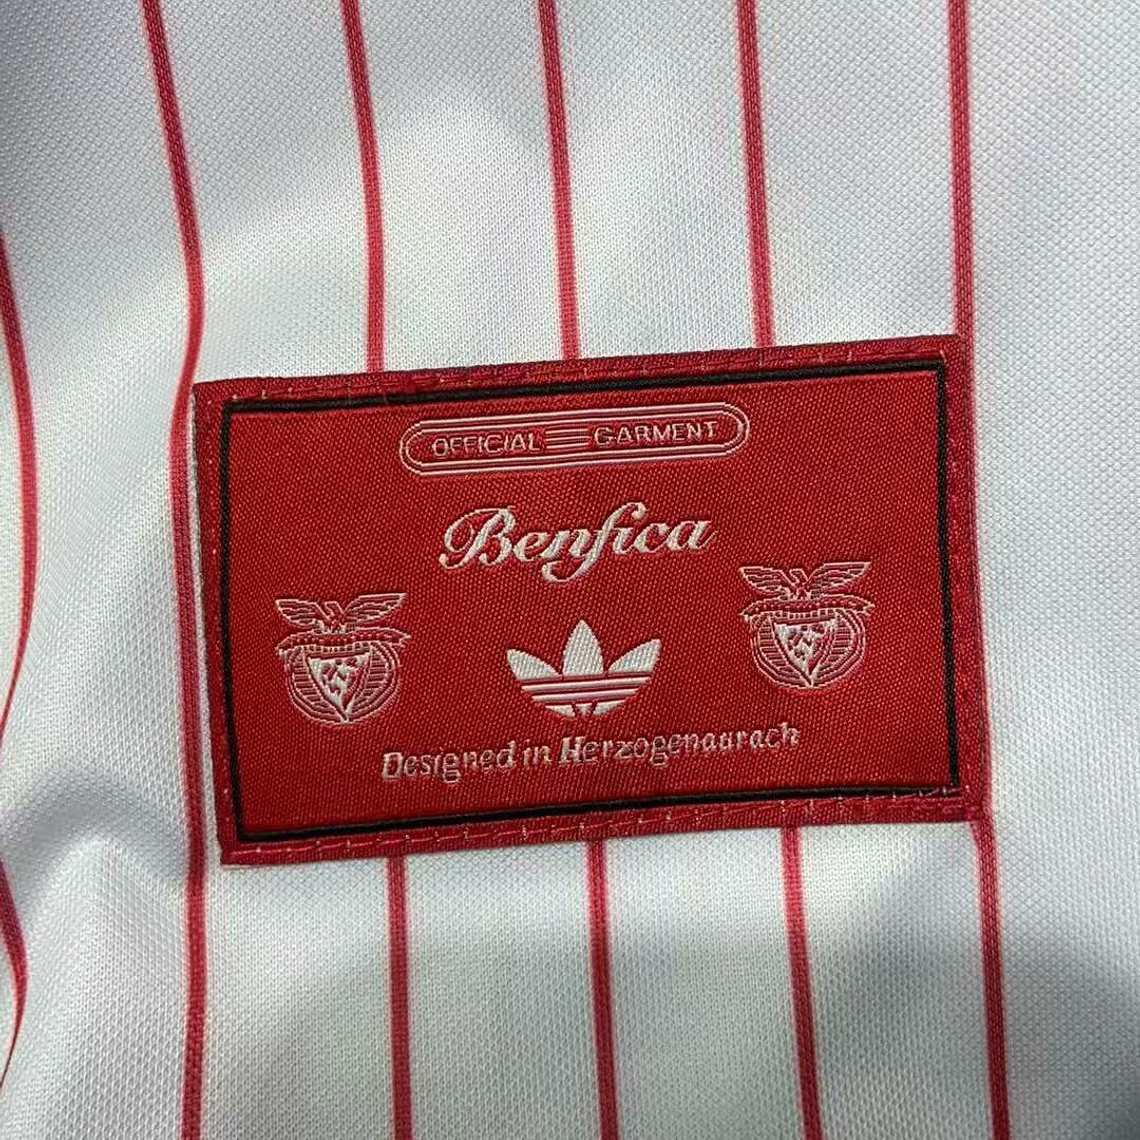 OFFICIAL GARMENT
Benfica
Designed in Herzogenaurach